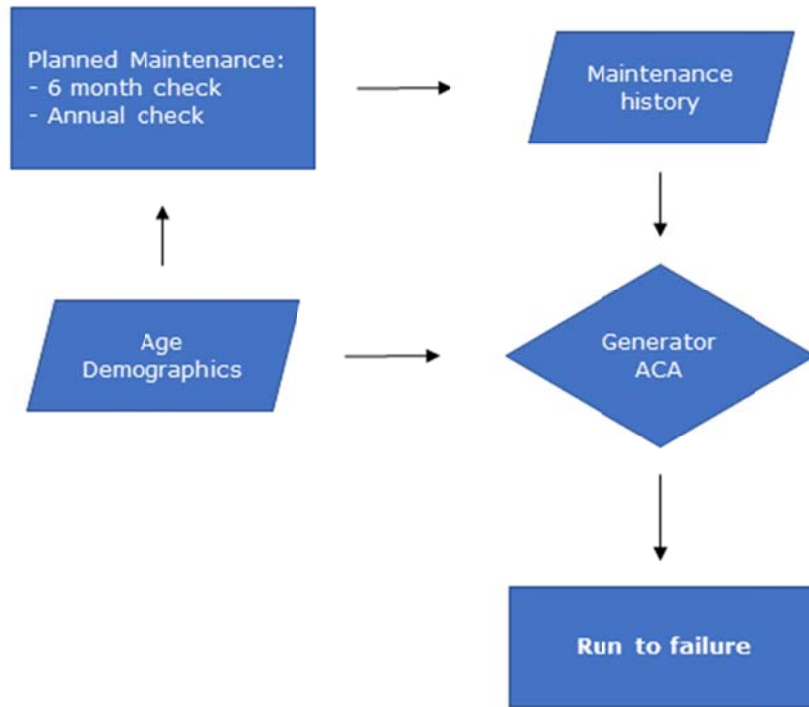 Planned Maintenance:
- 6 month check
- Annual check
Maintenance
history
Age
Demographics
Generator
ACA
Run to failure